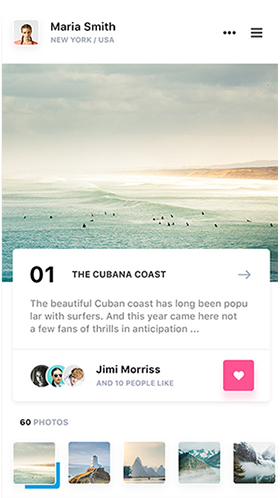 Maria Smith
NEW YORK / USA
01 THE CUBANA COAST
The beautiful Cuban coast has long been popu
lar with surfers. And this year came here not
a few fans of thrills in anticipation ...
Jimi Morriss
AND 10 PEOPLE LIKE
60 PHOTOS